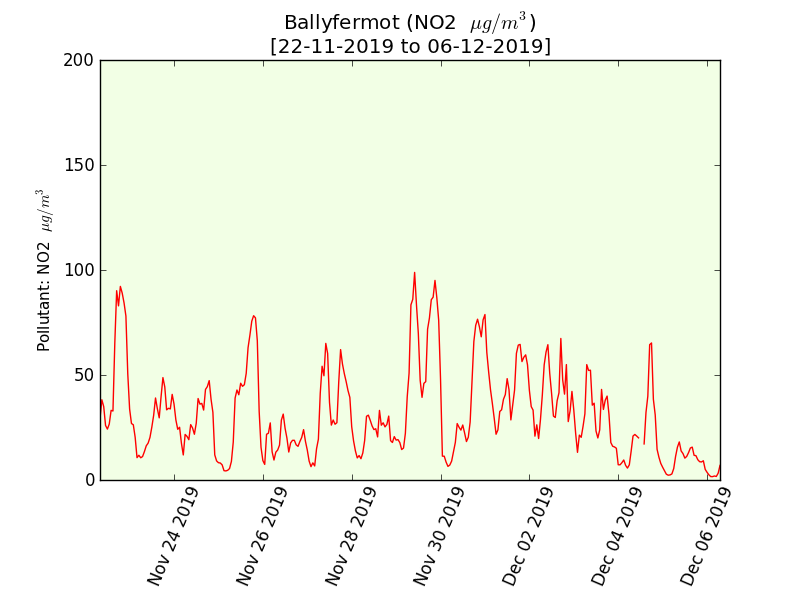 Ballyfermot (NO2 μg/m³)
[22-11-2019 to 06-12-2019]
200
150
100
50
0
Pollutant: NO2 μg/m³
Nov 24 2019
Nov 26 2019
Nov 28 2019
Nov 30 2019
Dec 02 2019
Dec 04 2019
Dec 06 2019